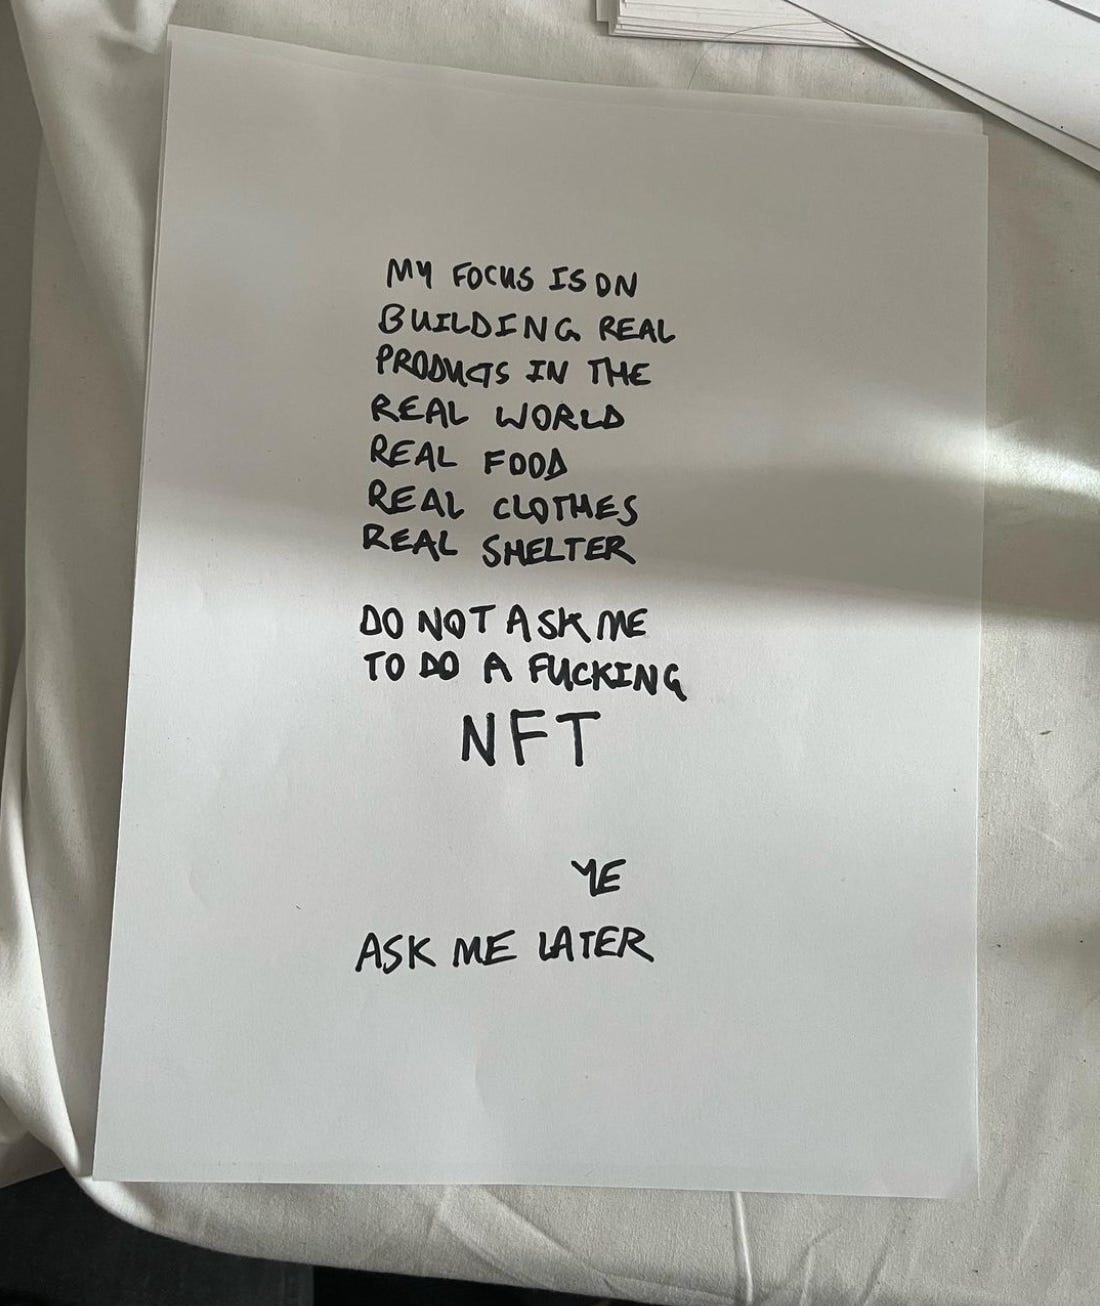 MY FOCUS IS ON
BUILDING REAL
PRODUCTS IN THE
REAL WORLD
REAL FOOD
REAL CLOTHES
REAL SHELTER
DO NOT ASK ME
TO DO A FUCKING
NFT
YE
ASK ME LATER